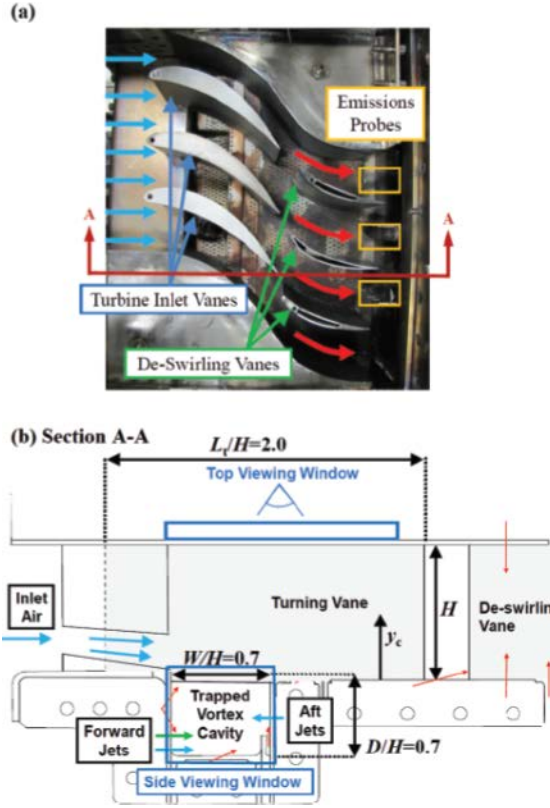 (a)
Emissions
Probes
A
A
Turbine Inlet Vanes
De-Swirling Vanes
(b) Section A-A
Lt/H=2.0
Top Viewing Window
Inlet
Air
Turning Vane
H
De-swirlin
Vane
yc
W/H=0.7
Trapped
Vortex
Cavity
Forward
Jets
Aft
Jets
D/H=0.7
Side Viewing Window